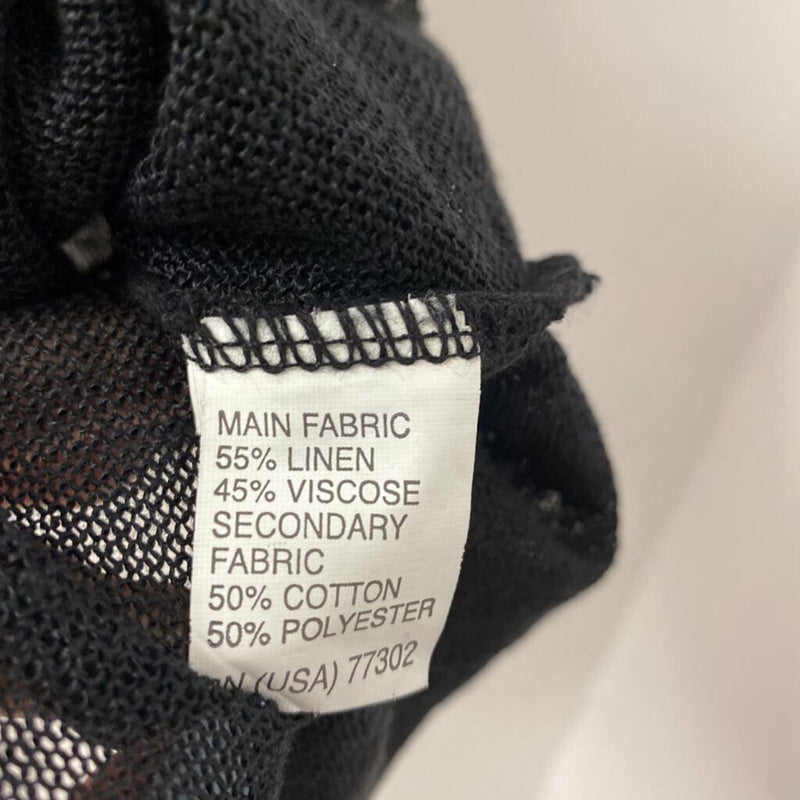 MAIN FABRIC
55% LINEN
45% VISCOSE
SECONDARY
FABRIC
50% COTTON
50% POLYESTER
(USA) 77302